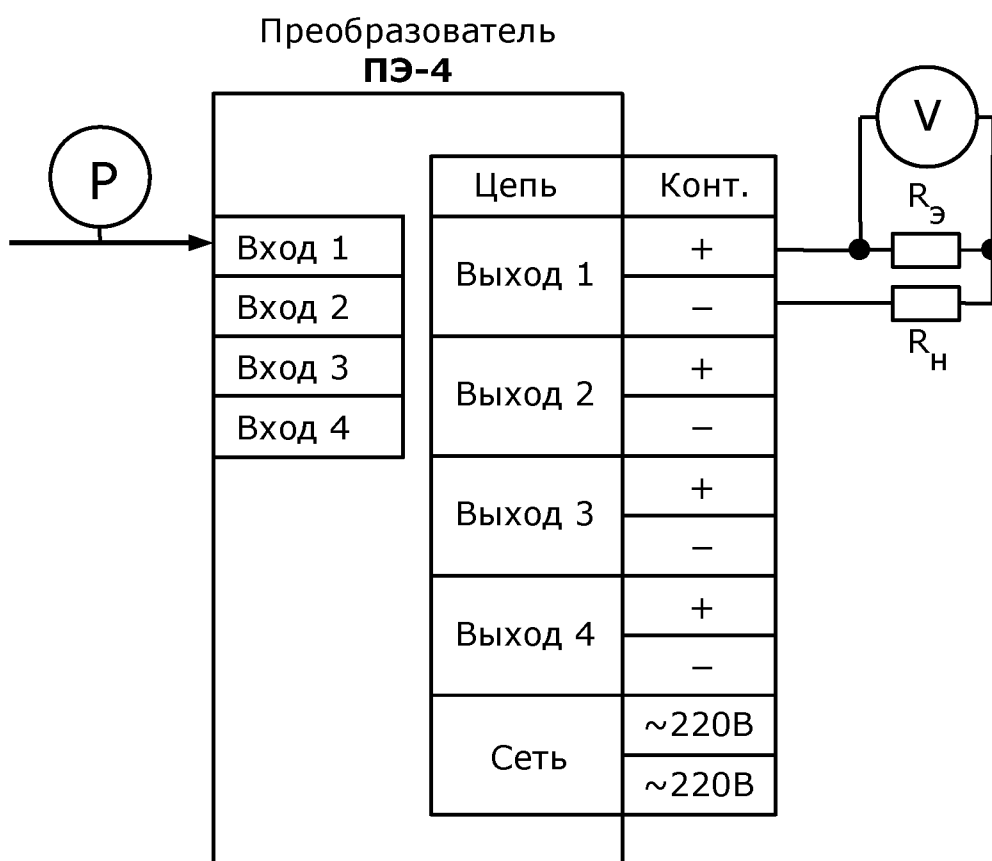 Преобразователь
ПЭ-4
P
V
Цепь Конт.
Rэ
Вход 1
Выход 1
+
−
Вход 2
Rн
Вход 3
Выход 2
+
−
Вход 4
Выход 3
+
−
Выход 4
+
−
Сеть
~220В
~220В